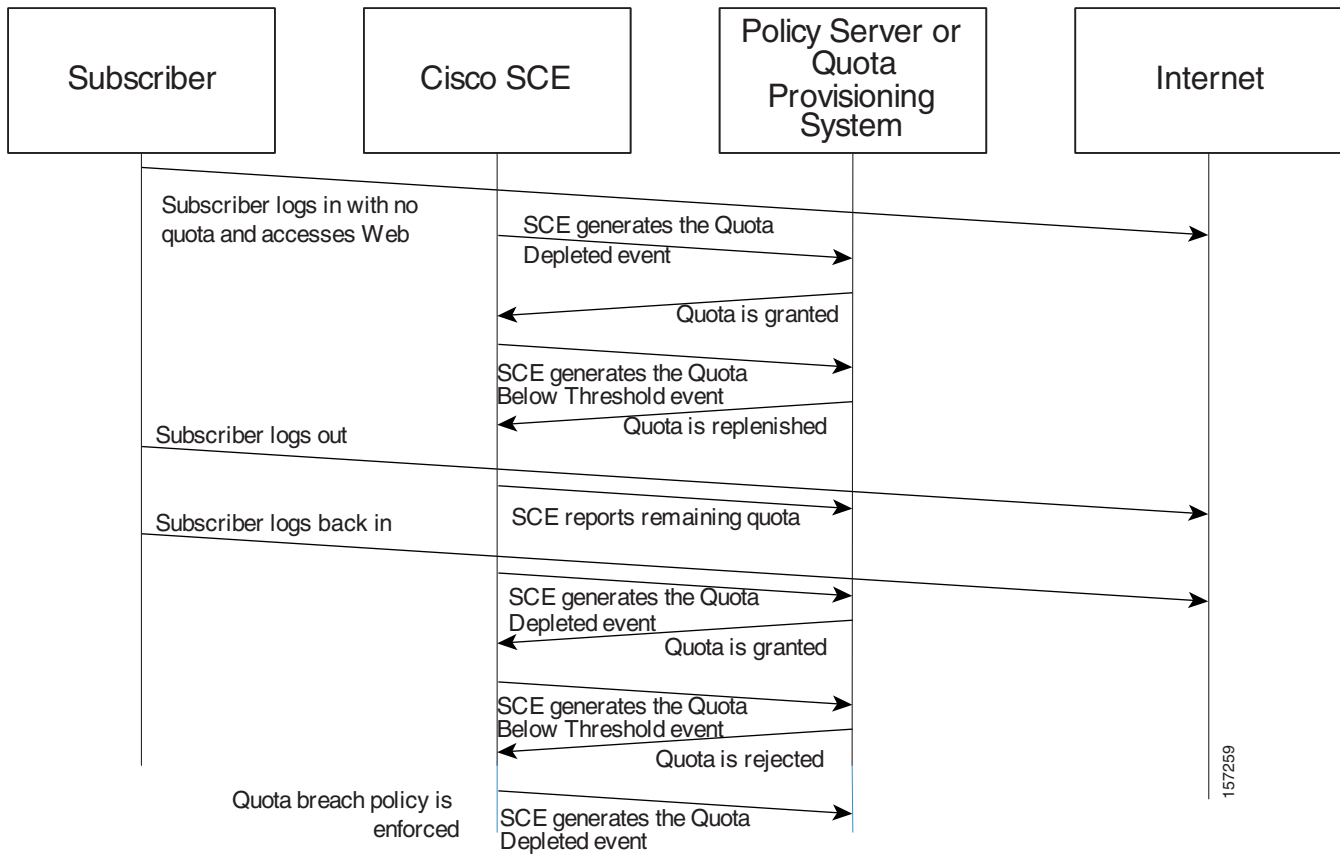 Subscriber
Cisco SCE
Policy Server or
Quota
Provisioning
System
Internet
Subscriber logs in with no
quota and accesses Web
SCE generates the Quota
Depleted event
Quota is granted
SCE generates the Quota
Below Threshold event
Quota is replenished
Subscriber logs out
SCE reports remaining quota
Subscriber logs back in
SCE generates the Quota
Depleted event
Quota is granted
SCE generates the Quota
Below Threshold event
Quota is rejected
157259
Quota breach policy is
enforced
SCE generates the Quota
Depleted event